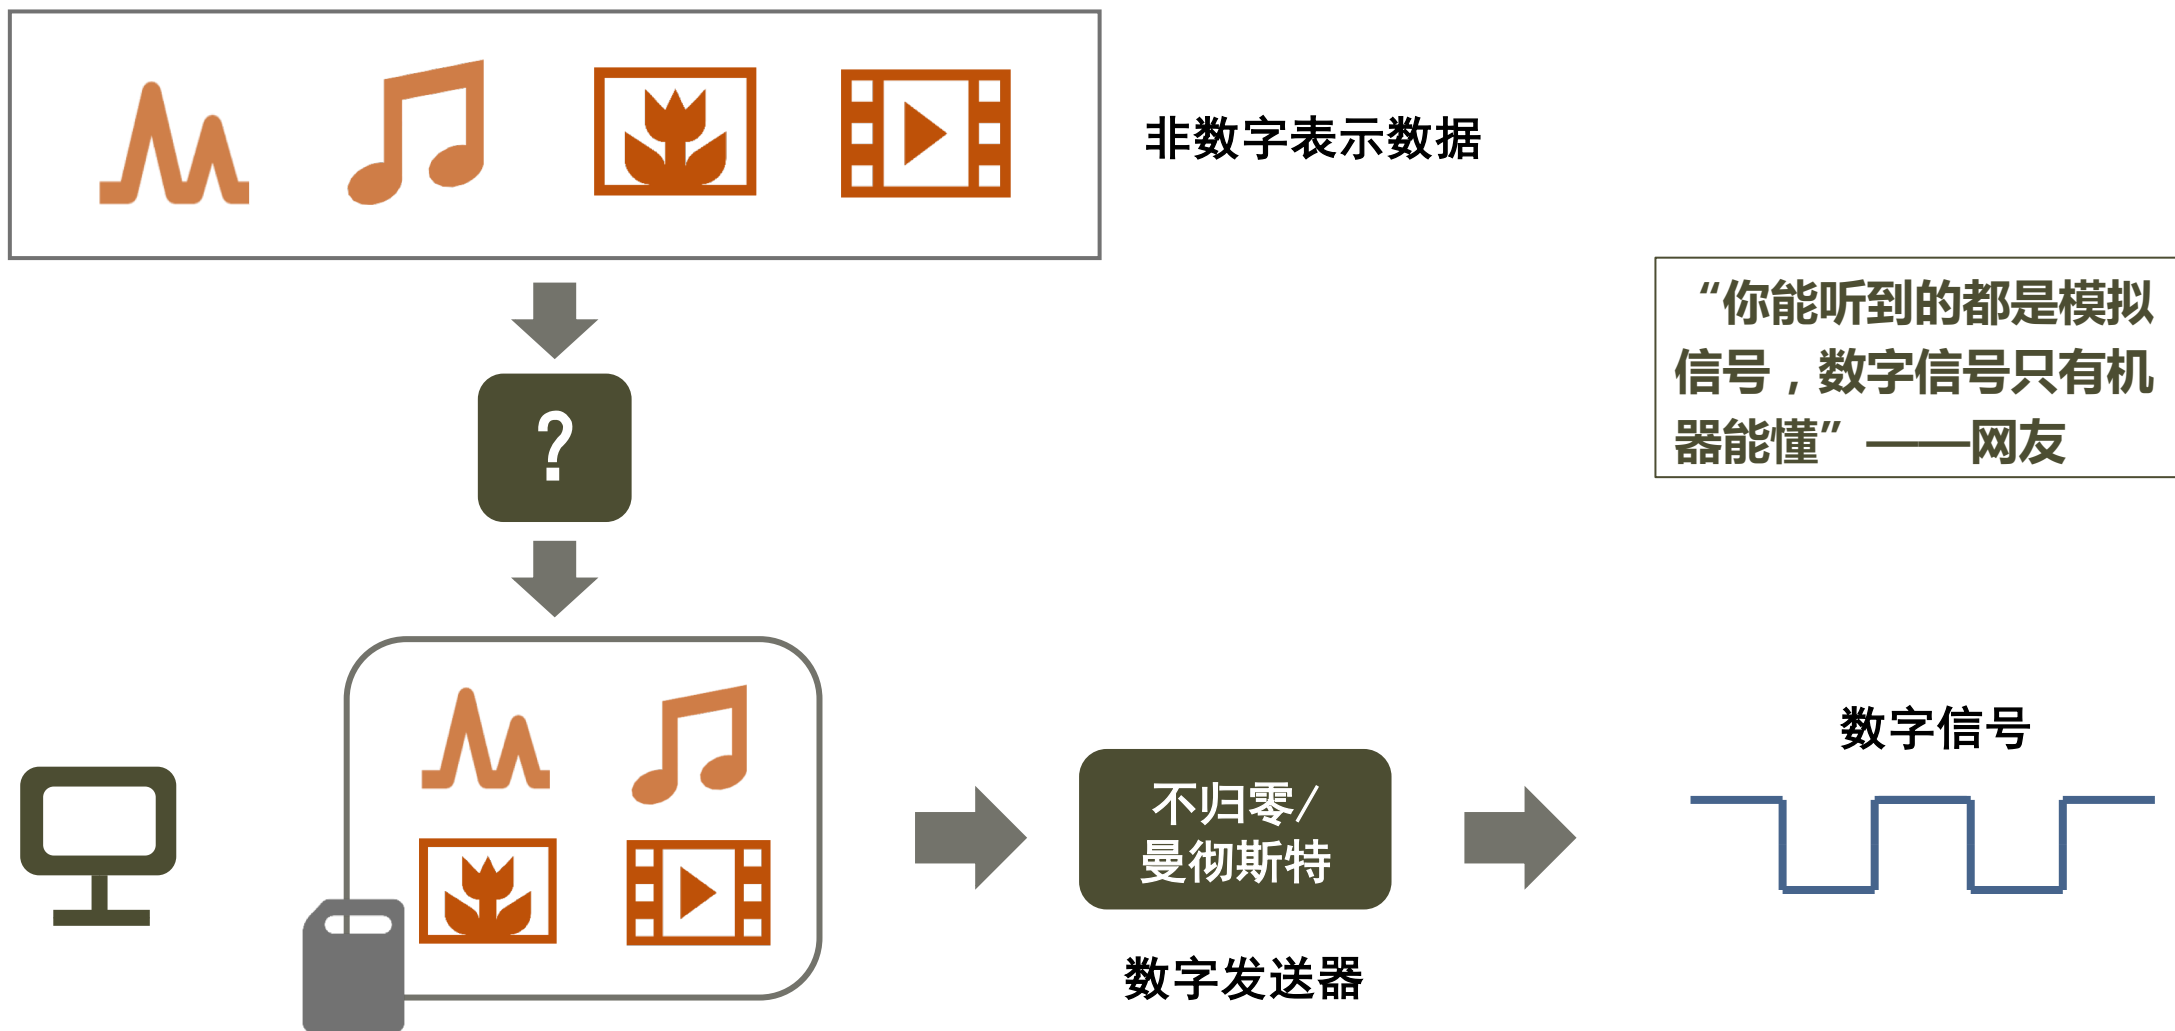 非数字表示数据
“你能听到的都是模拟
信号，数字信号只有机
器能懂”——网友
?
数字信号
不归零/
曼彻斯特
数字发送器